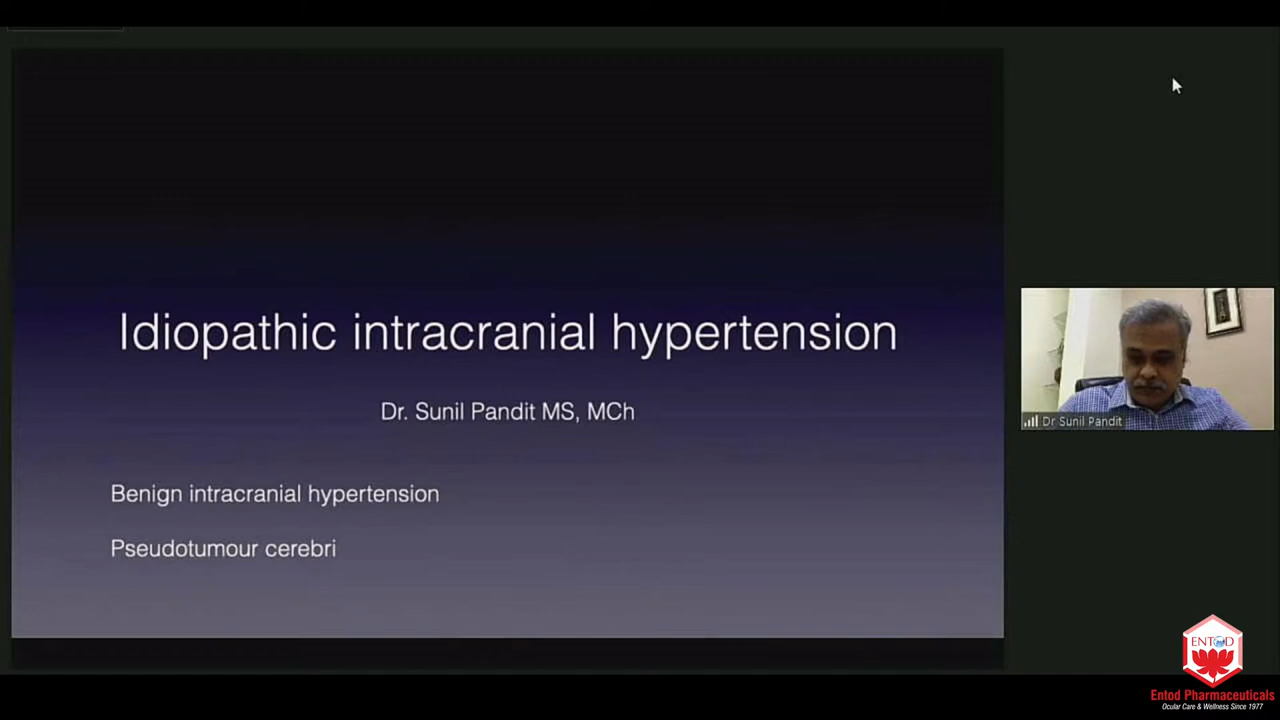 Idiopathic intracranial hypertension
Dr. Sunil Pandit MS, MCh
Benign intracranial hypertension
Pseudotumour cerebri
Dr Sunil Pandit
ENTOD
Entod Pharmaceuticals
Ocular Care & Wellness Since 1977